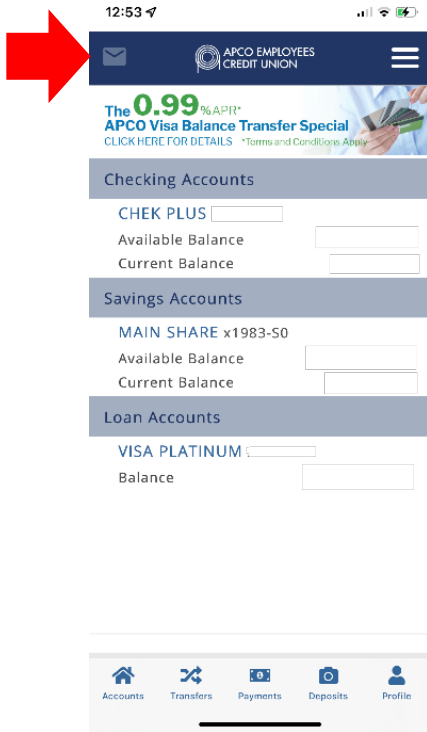 12:53
APCO EMPLOYEES
CREDIT UNION
The 0.99% APR*
APCO Visa Balance Transfer Special
CLICK HERE FOR DETAILS *Terms and Conditions Apply
Checking Accounts
CHEK PLUS
Available Balance
Current Balance
Savings Accounts
MAIN SHARE x1983-S0
Available Balance
Current Balance
Loan Accounts
VISA PLATINUM
Balance
Accounts Transfers Payments Deposits Profile